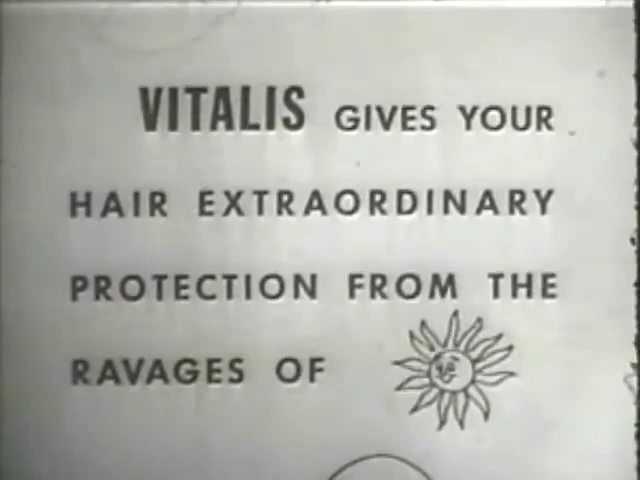 VITALIS GIVES YOUR
HAIR EXTRAORDINARY
PROTECTION FROM THE
RAVAGES OF